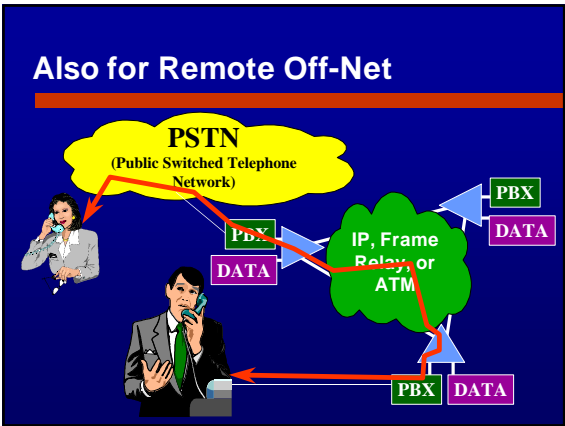 Also for Remote Off-Net
PSTN
(Public Switched Telephone
Network)
PBX
DATA
PBX
DATA
IP, Frame
Relay, or
ATM
PBX
DATA